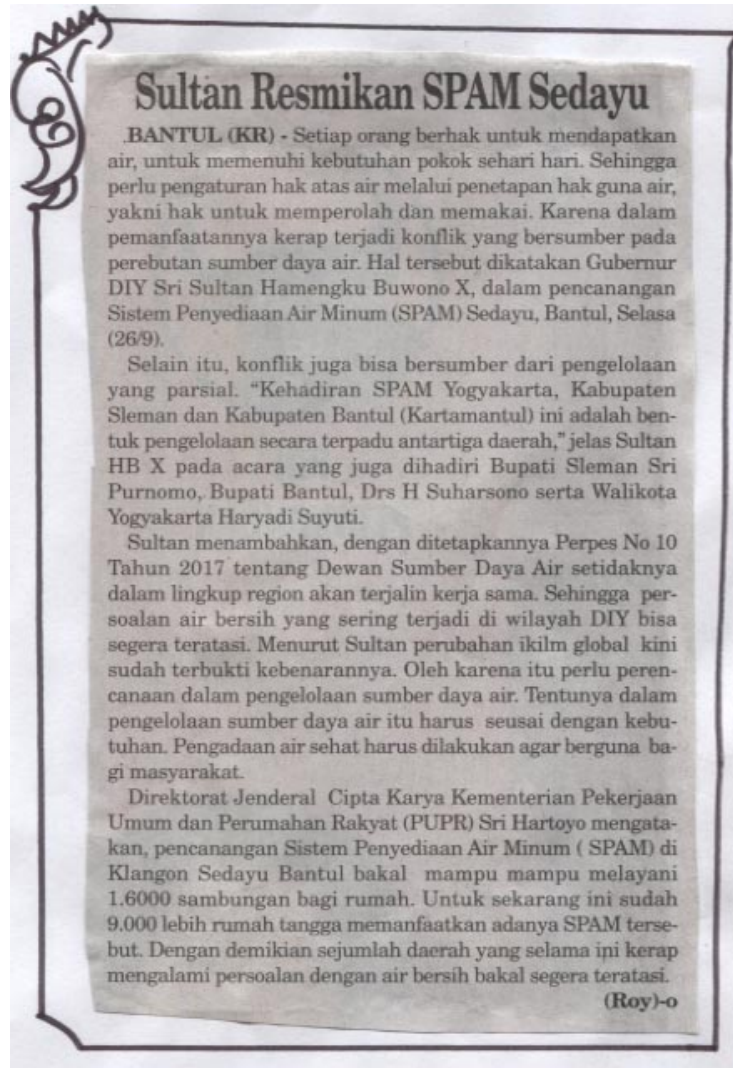 Sultan Resmikan SPAM Sedayu
BANTUL (KR) - Setiap orang berhak untuk mendapatkan
air, untuk memenuhi kebutuhan pokok sehari hari. Sehingga
perlu pengaturan hak atas air melalui penetapan hak guna air,
yakni hak untuk memperolah dan memakai. Karena dalam
pemanfaatannya kerap terjadi konflik yang bersumber pada
perebutan sumber daya air. Hal tersebut dikatakan Gubernur
DIY Sri Sultan Hamengku Buwono X, dalam pencanangan
Sistem Penyediaan Air Minum (SPAM) Sedayu, Bantul, Selasa
(26/9).
Selain itu, konflik juga bisa bersumber dari pengelolaan
yang parsial. "Kehadiran SPAM Yogyakarta, Kabupaten
Sleman dan Kabupaten Bantul (Kartamantul) ini adalah ben-
tuk pengelolaan secara terpadu antartiga daerah," jelas Sultan
HB X pada acara yang juga dihadiri Bupati Sleman Sri
Purnomo, Bupati Bantul, Drs H Suharsono serta Walikota
Yogyakarta Haryadi Suyuti.
Sultan menambahkan, dengan ditetapkannya Perpes No 10
Tahun 2017 tentang Dewan Sumber Daya Air setidaknya
dalam lingkup region akan terjalin kerja sama. Sehingga per-
soalan air bersih yang sering terjadi di wilayah DIY bisa
segera teratasi. Menurut Sultan perubahan ikilm global kini
sudah terbukti kebenarannya. Oleh karena itu perlu peren-
canaan dalam pengelolaan sumber daya air. Tentunya dalam
pengelolaan sumber daya air itu harus seusai dengan kebu-
tuhan. Pengadaan air sehat harus dilakukan agar berguna ba-
gi masyarakat.
Direktorat Jenderal Cipta Karya Kementerian Pekerjaan
Umum dan Perumahan Rakyat (PUPR) Sri Hartoyo mengata-
kan, pencanangan Sistem Penyediaan Air Minum ( SPAM) di
Klangon Sedayu Bantul bakal mampu mampu melayani
1.6000 sambungan bagi rumah. Untuk sekarang ini sudah
9.000 lebih rumah tangga memanfaatkan adanya SPAM terse-
but. Dengan demikian sejumlah daerah yang selama ini kerap
mengalami persoalan dengan air bersih bakal segera teratasi.
(Roy)-o